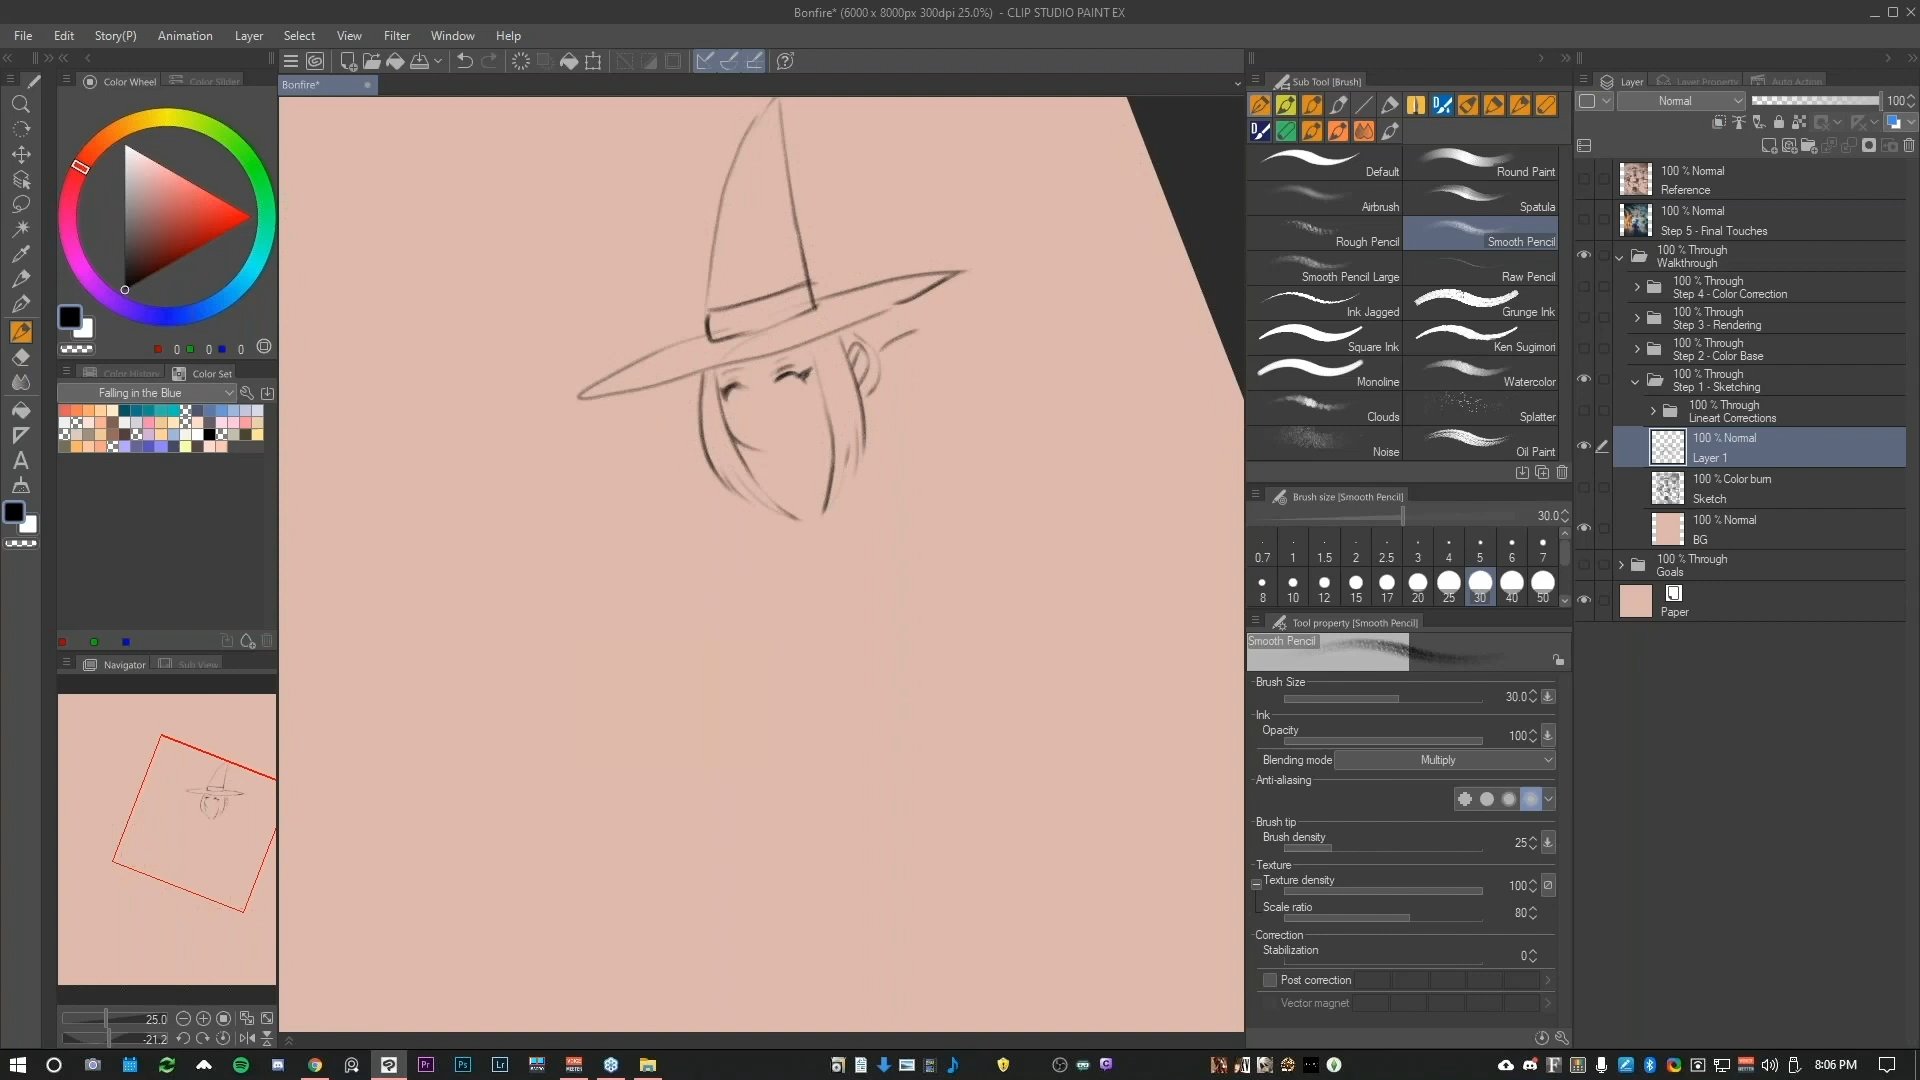 Bonfire* (6000 x 8000px 300dpi 25.0%) - CLIP STUDIO PAINT EX
File Edit Story(P) Animation Layer Select View Filter Window Help
Color Wheel Color Slider
Bonfire*
Sub Tool [Brush]
Layer Layer Property Auto Action
Normal 100
Default Round Paint
Airbrush Spatula
Rough Pencil Smooth Pencil
Smooth Pencil Large Raw Pencil
Ink Jagged Grunge Ink
Square Ink Ken Sugimori
Monoline Watercolor
Clouds Splatter
Noise Oil Paint
100 % Normal
Reference
100 % Normal
Step 5 - Final Touches
100 % Through
Walkthrough
100 % Through
Step 4 - Color Correction
100 % Through
Step 3 - Rendering
100 % Through
Step 2 - Color Base
100 % Through
Step 1 - Sketching
100 % Through
Lineart Corrections
100 % Normal
Layer 1
100 % Color burn
Sketch
100 % Normal
BG
100 % Through
Goals
Paper
0 0 0
Color History Color Set
Falling in the Blue
Brush size [Smooth Pencil]
30.0
0.7 1 1.5 2 2.5 3 4 5 6 7
8 10 12 15 17 20 25 30 40 50
Tool property [Smooth Pencil]
Smooth Pencil
Brush Size
30.0
Ink
Opacity
100
Blending mode Multiply
Anti-aliasing
Brush tip
Brush density
25
Texture
Texture density
100
Scale ratio
80
Correction
Stabilization
0
Post correction
Vector magnet
Navigator Sub View
25.0
-21.2
Pr Ps Lr
8:06 PM